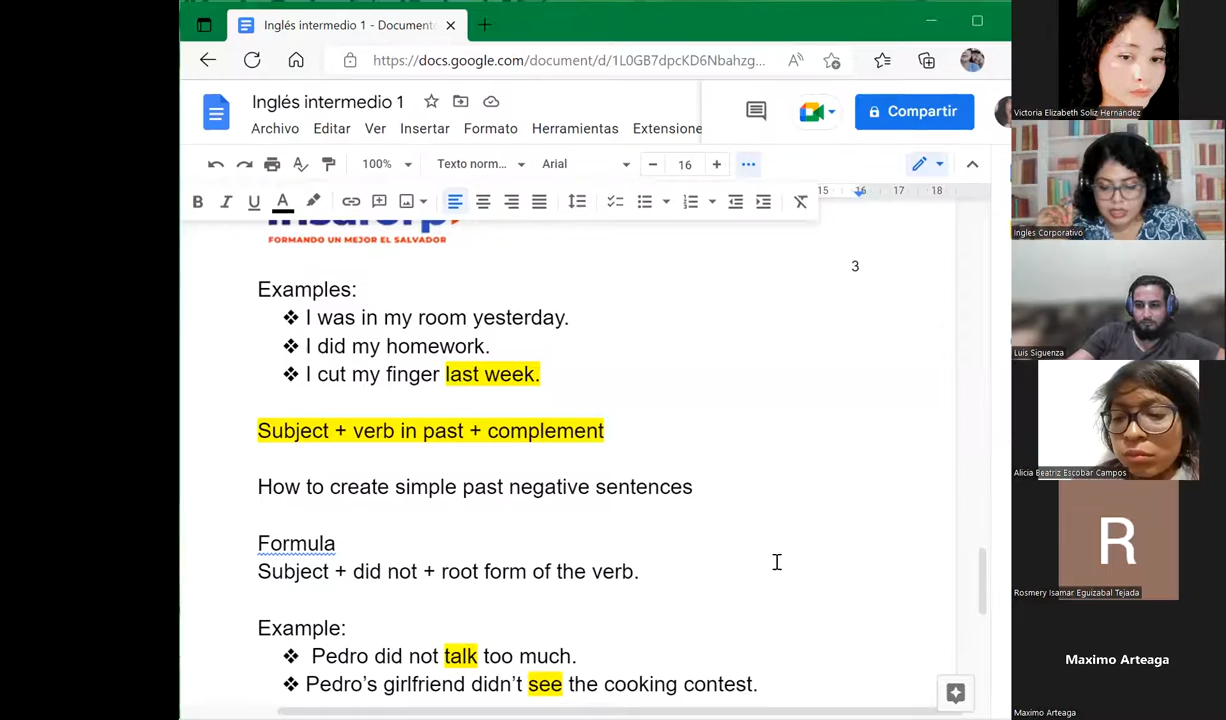 Inglés intermedio 1 - Document
https://docs.google.com/document/d/1L0GB7dpcKD6Nbahzg...
Inglés intermedio 1
Compartir
Archivo Editar Ver Insertar Formato Herramientas Extensione
100% Texto norm... Arial 16
15 16 17 18
FORMANDO UN MEJOR EL SALVADOR
3
Examples:
❖ I was in my room yesterday.
❖ I did my homework.
❖ I cut my finger last week.
Subject + verb in past + complement
How to create simple past negative sentences
Formula
Subject + did not + root form of the verb.
Example:
❖ Pedro did not talk too much.
❖ Pedro's girlfriend didn't see the cooking contest.
Victoria Elizabeth Soliz Hernández
Ingles Corporativo
Luis Siguenza
Alicia Beatriz Escobar Campos
R
Rosmery Isamar Eguizabal Tejada
Maximo Arteaga
Maximo Arteaga